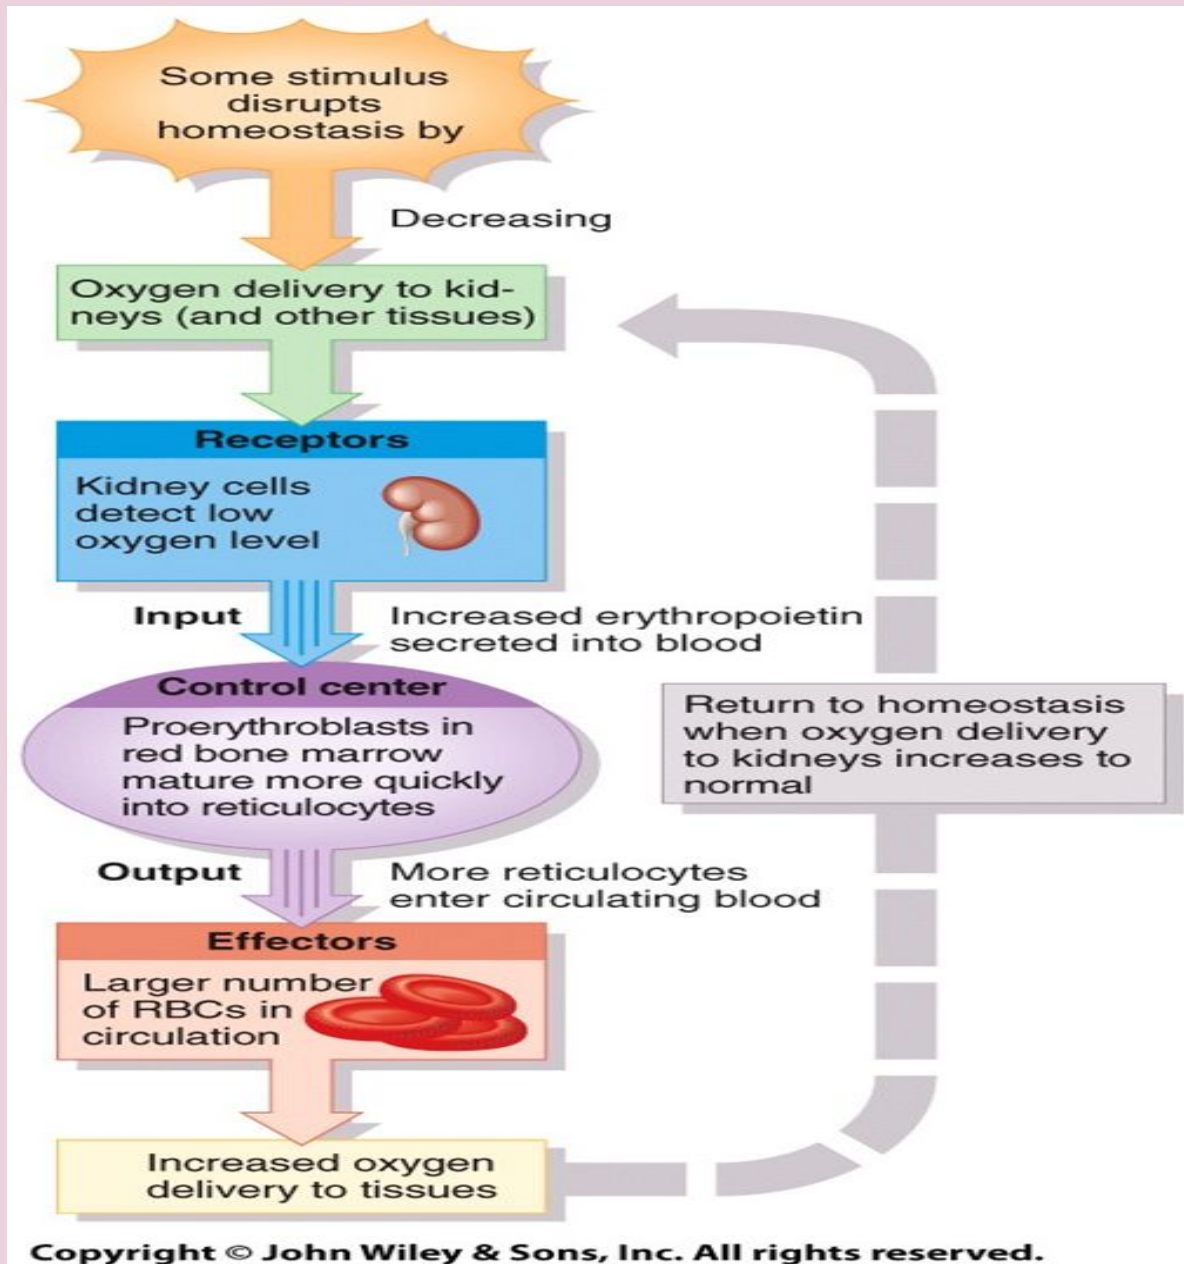 Some stimulus
disrupts
homeostasis by
Decreasing
Oxygen delivery to kid-
neys (and other tissues)
Receptors
Kidney cells
detect low
oxygen level
Input
Increased erythropoietin
secreted into blood
Control center
Proerythroblasts in
red bone marrow
mature more quickly
into reticulocytes
Return to homeostasis
when oxygen delivery
to kidneys increases to
normal
Output
More reticulocytes
enter circulating blood
Effectors
Larger number
of RBCs in
circulation
Increased oxygen
delivery to tissues
Copyright © John Wiley & Sons, Inc. All rights reserved.